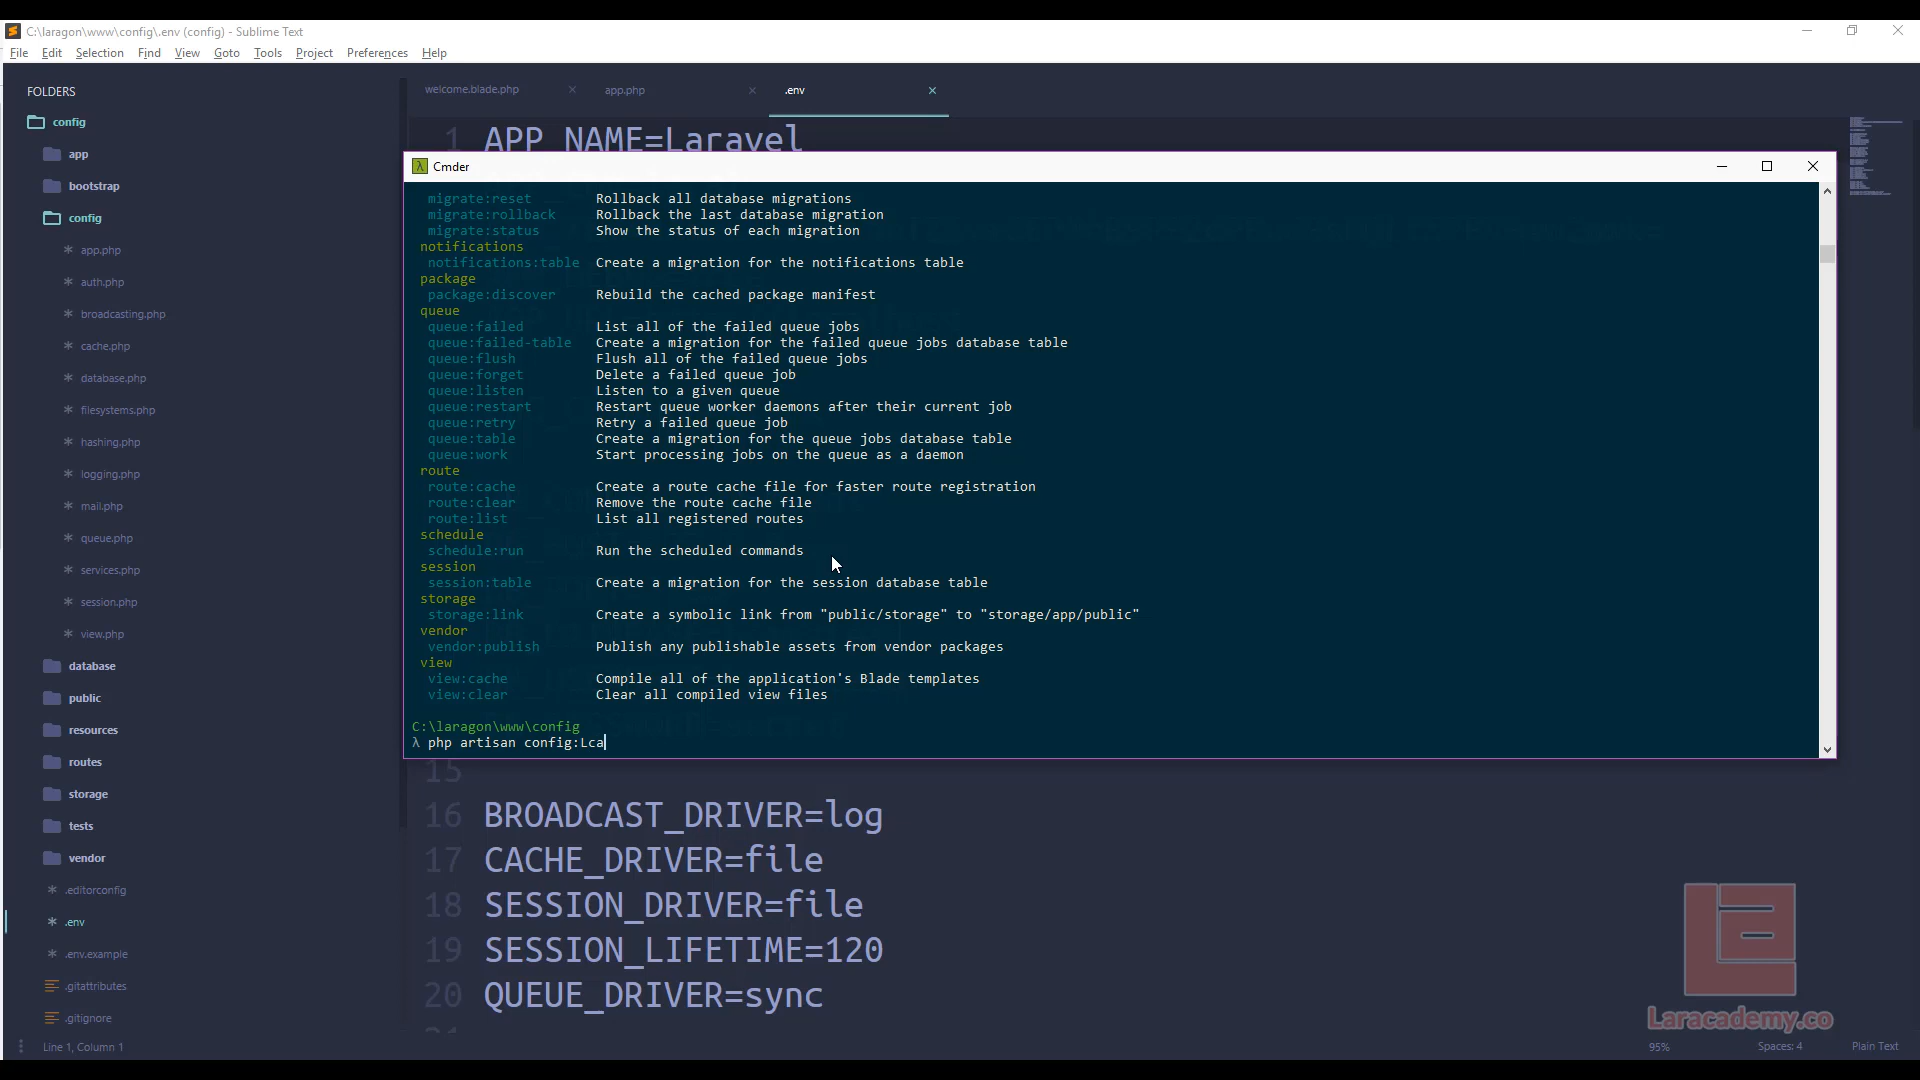 C:\laragon\www\config\.env (config) - Sublime Text
File Edit Selection Find View Goto Tools Project Preferences Help
FOLDERS
config
app
bootstrap
config
app.php
auth.php
broadcasting.php
cache.php
database.php
filesystems.php
hashing.php
logging.php
mail.php
queue.php
services.php
session.php
view.php
database
public
resources
routes
storage
tests
vendor
.editorconfig
.env
.env.example
.gitattributes
.gitignore
welcome.blade.php app.php .env
1 APP_NAME=Laravel
Cmder
migrate:reset Rollback all database migrations
migrate:rollback Rollback the last database migration
migrate:status Show the status of each migration
notifications
notifications:table Create a migration for the notifications table
package
package:discover Rebuild the cached package manifest
queue
queue:failed List all of the failed queue jobs
queue:failed-table Create a migration for the failed queue jobs database table
queue:flush Flush all of the failed queue jobs
queue:forget Delete a failed queue job
queue:listen Listen to a given queue
queue:restart Restart queue worker daemons after their current job
queue:retry Retry a failed queue job
queue:table Create a migration for the queue jobs database table
queue:work Start processing jobs on the queue as a daemon
route
route:cache Create a route cache file for faster route registration
route:clear Remove the route cache file
route:list List all registered routes
schedule
schedule:run Run the scheduled commands
session
session:table Create a migration for the session database table
storage
storage:link Create a symbolic link from "public/storage" to "storage/app/public"
vendor
vendor:publish Publish any publishable assets from vendor packages
view
view:cache Compile all of the application's Blade templates
view:clear Clear all compiled view files
C:\laragon\www\config
λ php artisan config:Lca
15
16 BROADCAST_DRIVER=log
17 CACHE_DRIVER=file
18 SESSION_DRIVER=file
19 SESSION_LIFETIME=120
20 QUEUE_DRIVER=sync
Laracademy.co
Line 1, Column 1 95% Spaces: 4 Plain Text